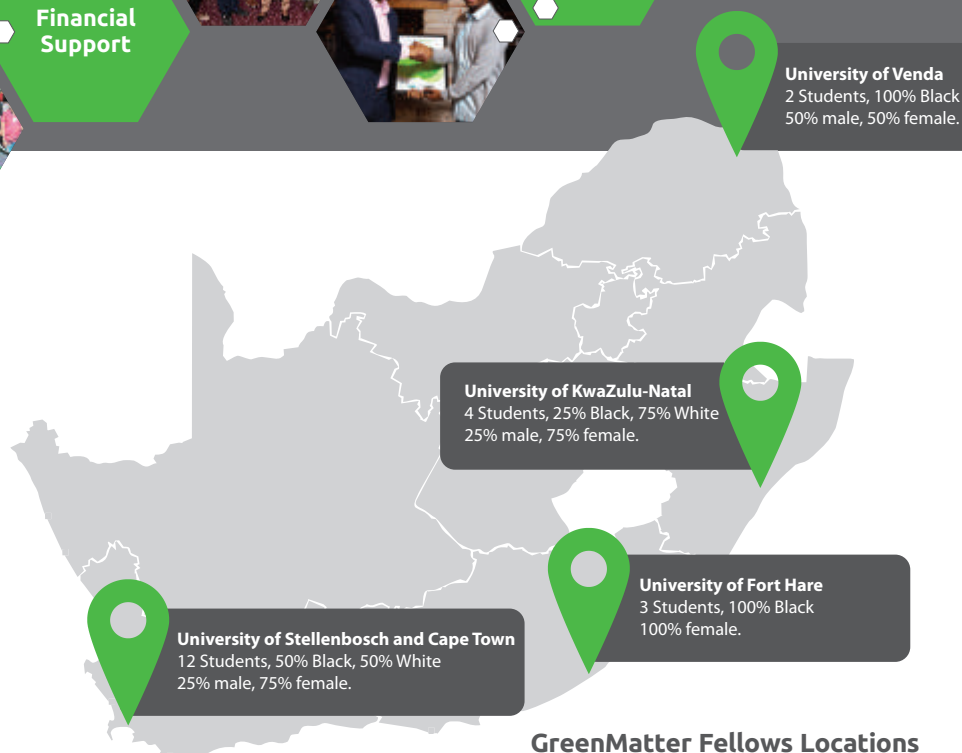 Financial
Support
University of Venda
2 Students, 100% Black
50% male, 50% female.
University of KwaZulu-Natal
4 Students, 25% Black, 75% White
25% male, 75% female.
University of Fort Hare
3 Students, 100% Black
100% female.
University of Stellenbosch and Cape Town
12 Students, 50% Black, 50% White
25% male, 75% female.
GreenMatter Fellows Locations